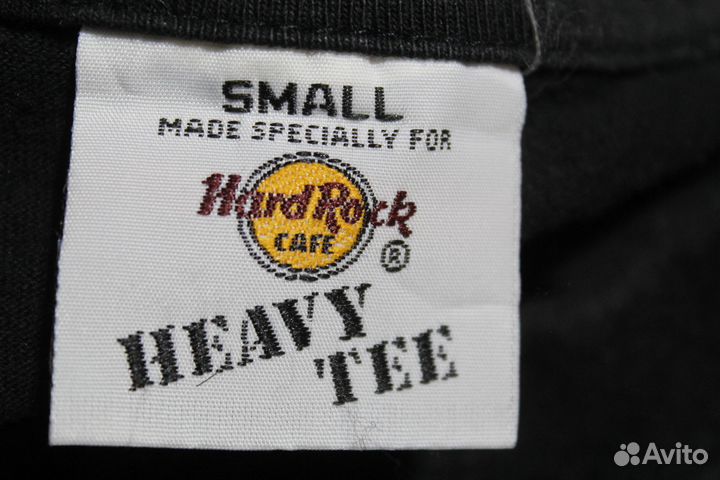 SMALL
MADE SPECIALLY FOR
Hard Rock
CAFE
®
HEAVY
TEE
Avito